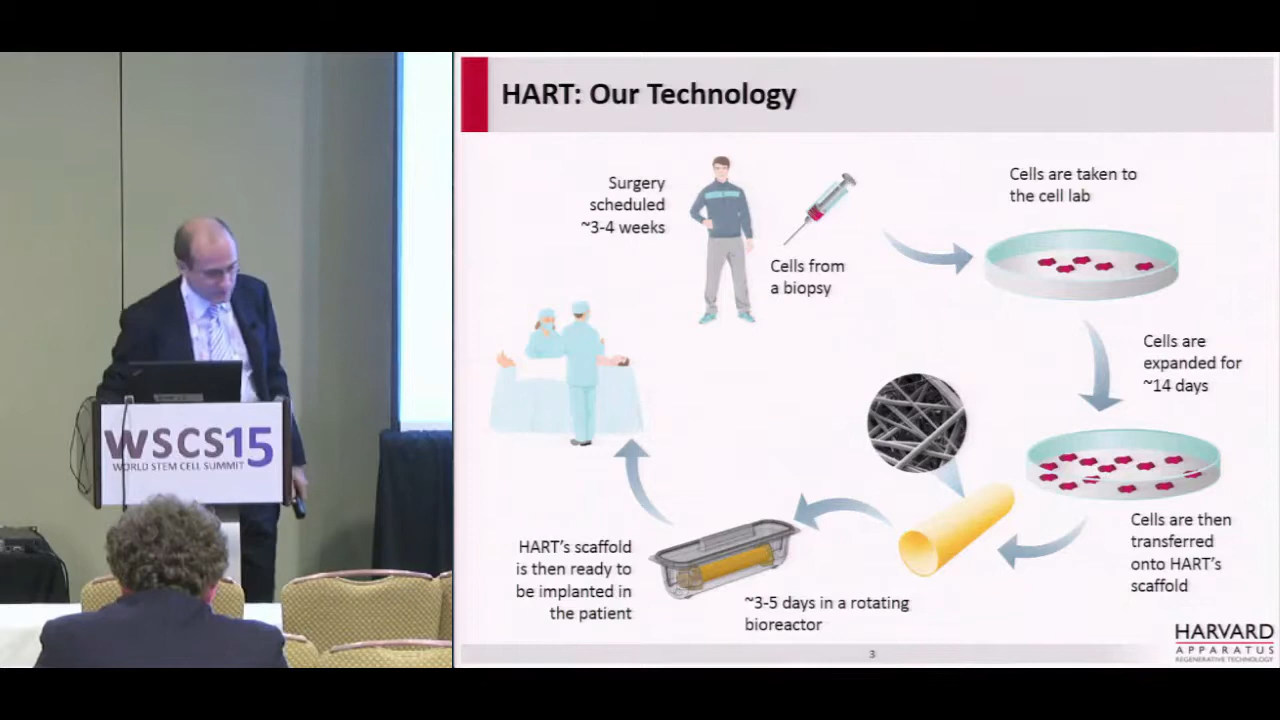 HART: Our Technology
Surgery
scheduled
~3-4 weeks
Cells from
a biopsy
Cells are taken to
the cell lab
Cells are
expanded for
~14 days
Cells are then
transferred
onto HART's
scaffold
~3-5 days in a rotating
bioreactor
HART's scaffold
is then ready to
be implanted in
the patient
3
HARVARD
APPARATUS
REGENERATIVE TECHNOLOGY
WSCS15
WORLD STEM CELL SUMMIT